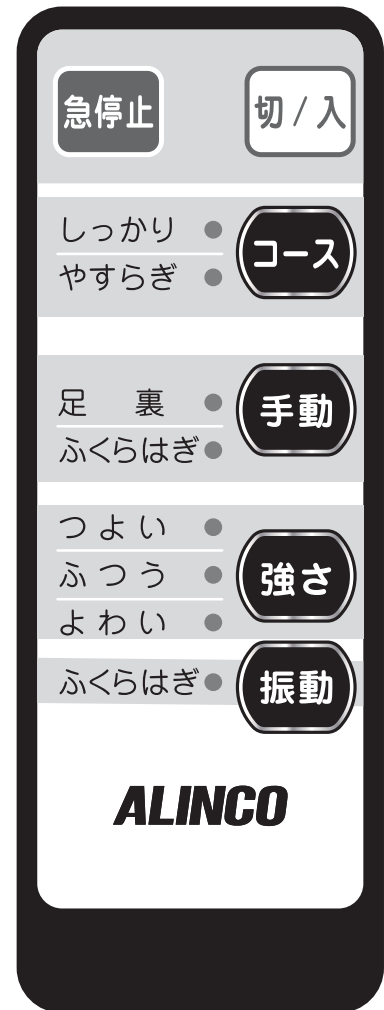 急停止 切/入
しっかり
やすらぎ
コース
足 裏
ふくらはぎ
手動
つよい
ふつう
よわい
強さ
ふくらはぎ
振動
ALINCO